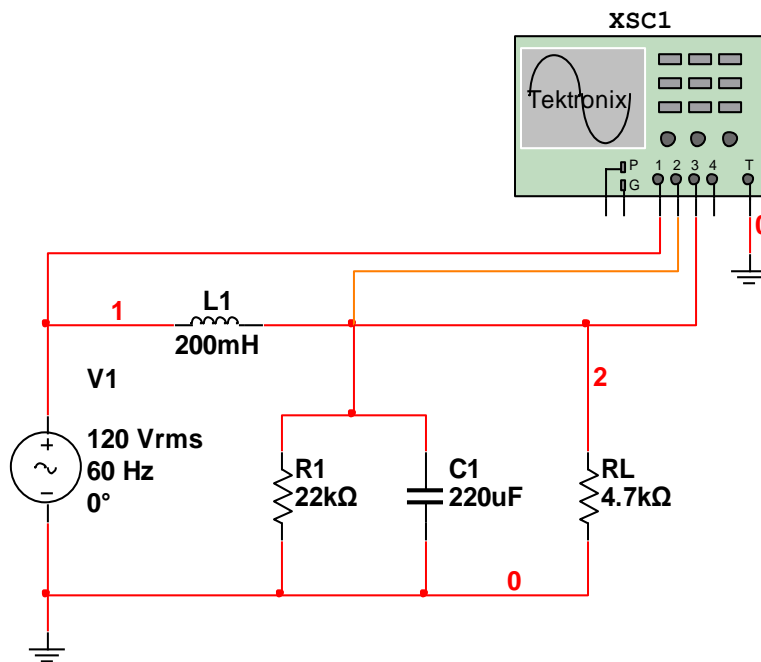 XSC1
Tektronix
P
G
1 2 3 4 T
0
1
L1
200mH
2
V1
120 Vrms
60 Hz
0°
R1
22kΩ
C1
220uF
RL
4.7kΩ
0